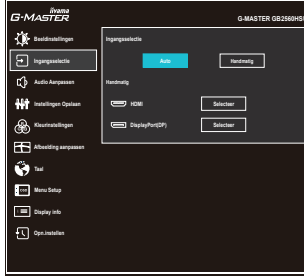 iiyama
G-MASTER
G-MASTER GB2560HSU
Beeldinstellingen
Ingangsselectie
Audio Aanpassen
Instellingen Opslaan
Kleurinstellingen
Afbeelding aanpassen
Taal
Menu Setup
Display info
Opn.instellen
Ingangsselectie
Auto
Handmatig
Handmatig
HDMI
Selecteer
DisplayPort(DP)
Selecteer